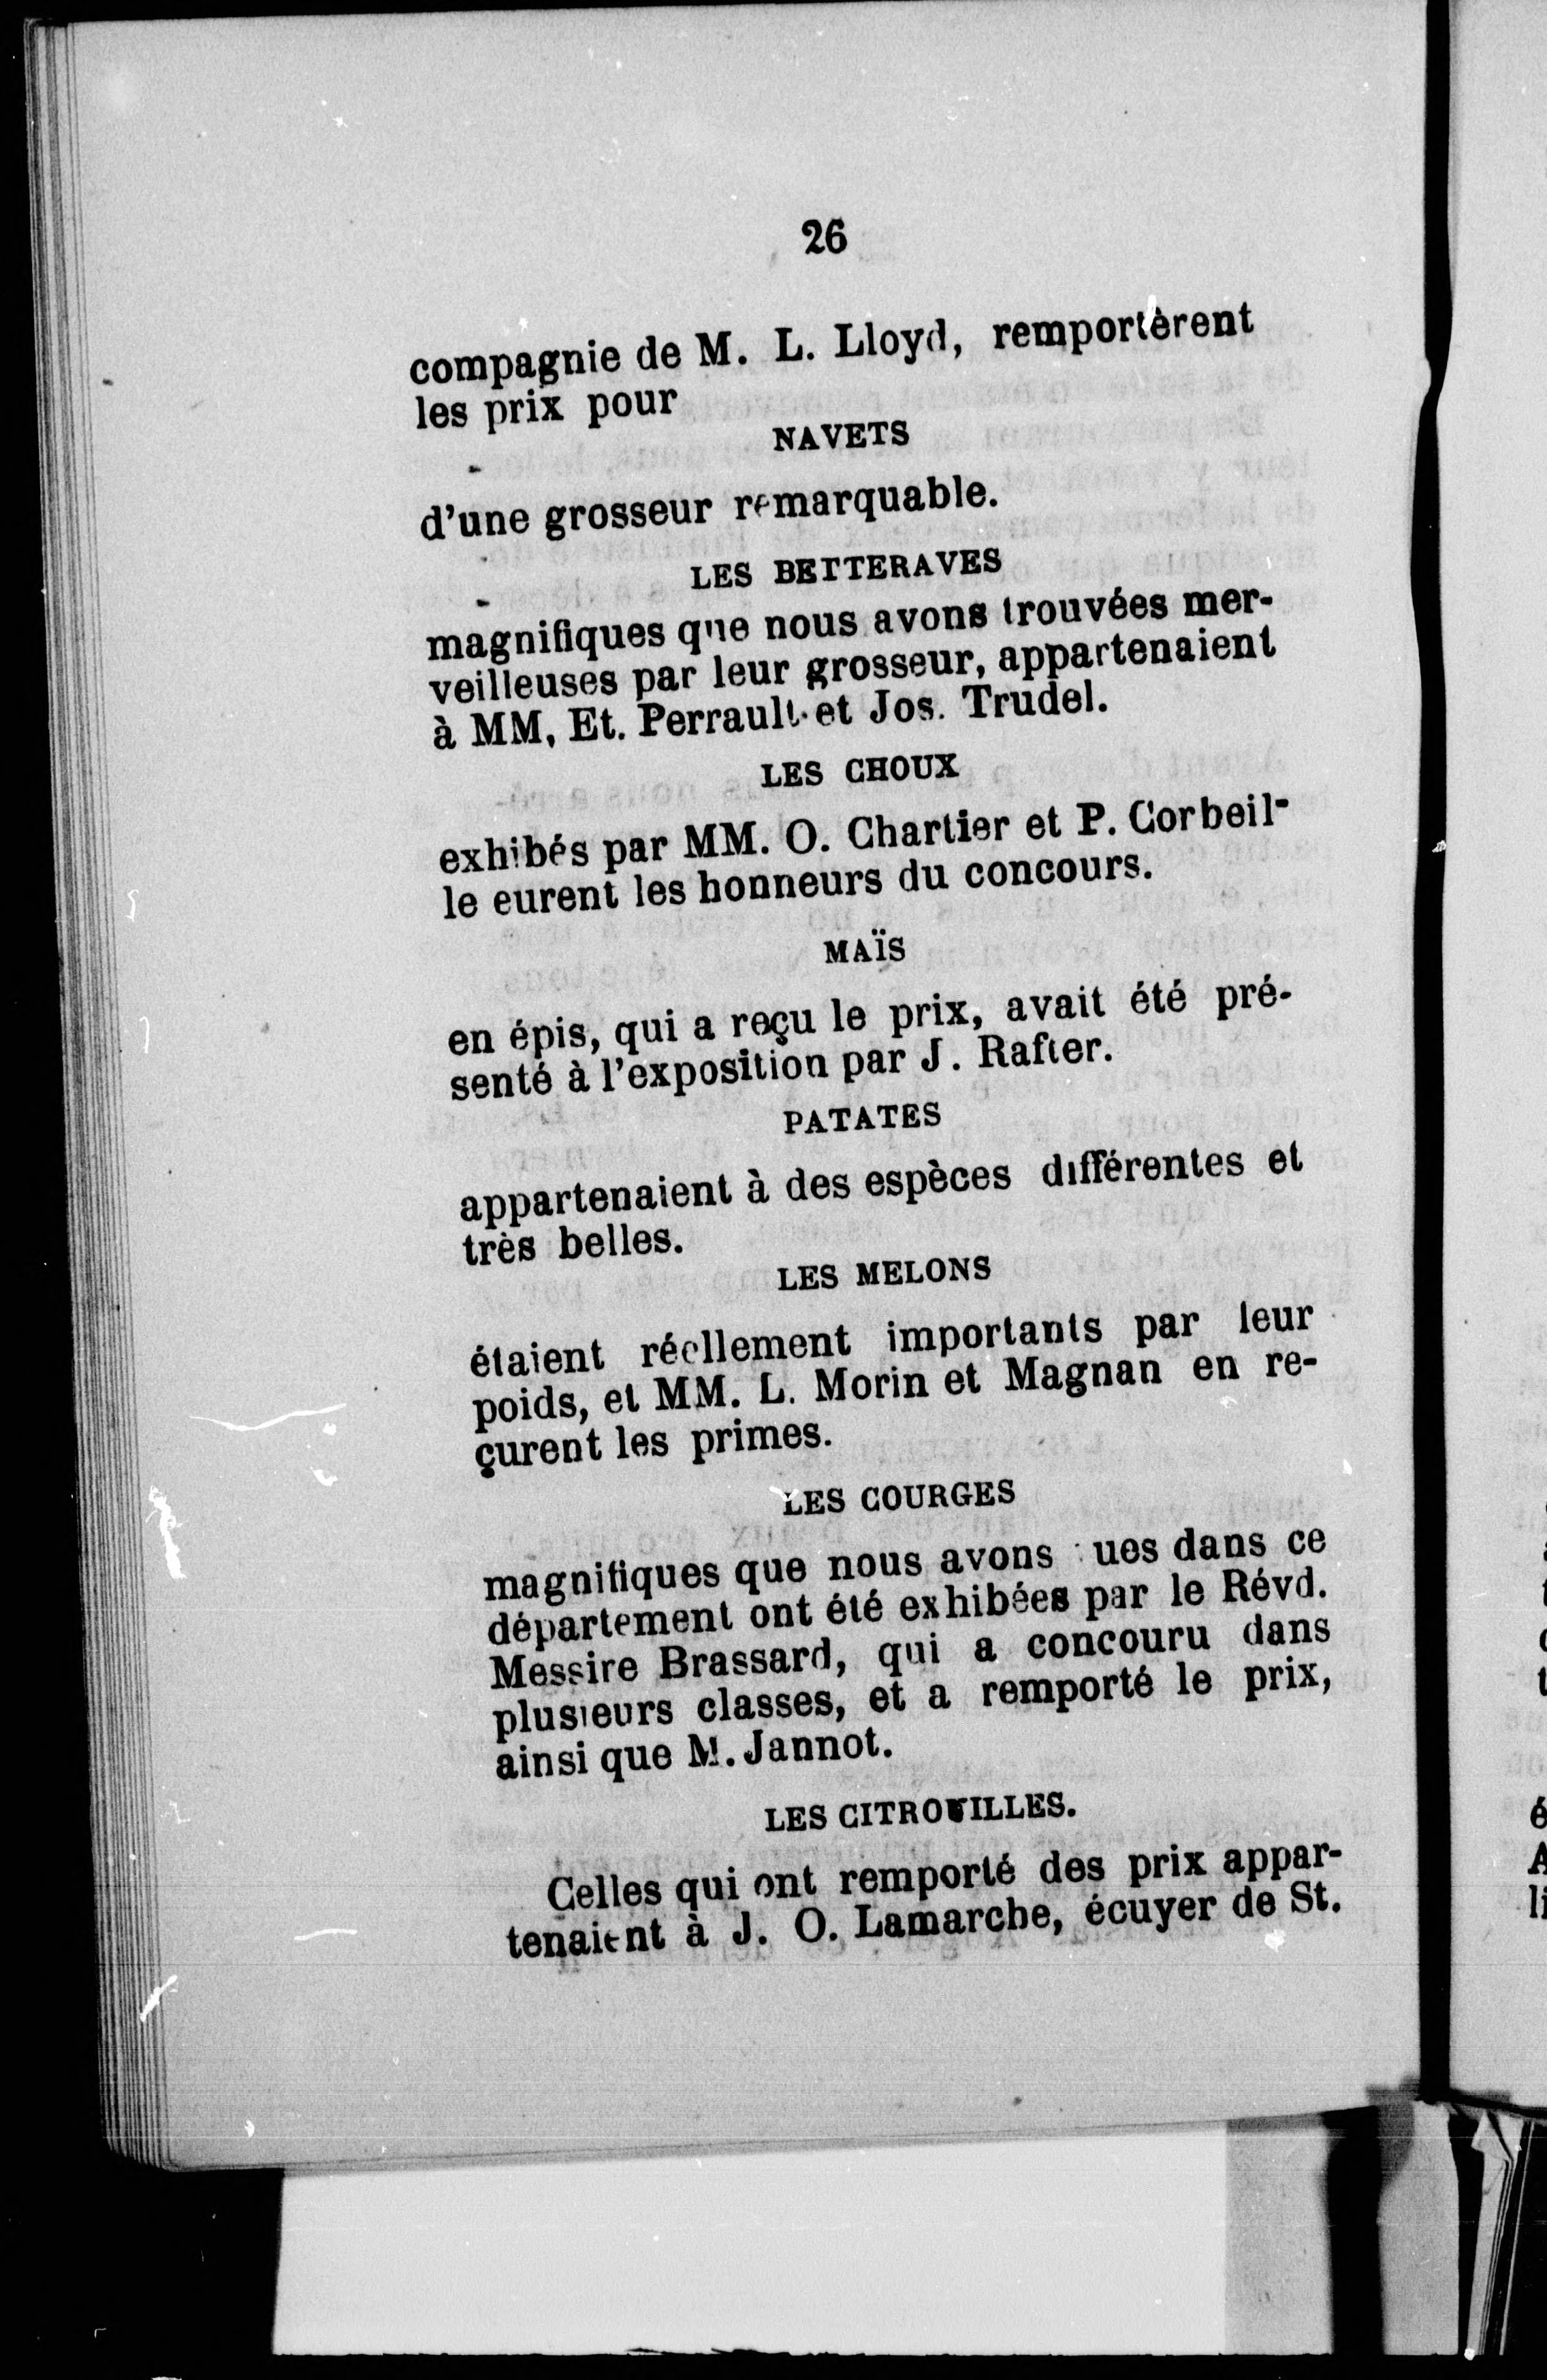 26
compagnie de M. L. Lloyd, remportèrent
les prix pour
NAVETS
d'une grosseur remarquable.
LES BETTERAVES
magnifiques que nous avons trouvées mer-
veilleuses par leur grosseur, appartenaient
à MM, Et. Perrault et Jos. Trudel.
LES CHOUX
exhibés par MM. O. Chartier et P. Corbeil-
le eurent les honneurs du concours.
MAÏS
en épis, qui a reçu le prix, avait été pré-
senté à l'exposition par J. Rafter.
PATATES
appartenaient à des espèces différentes et
très belles.
LES MELONS
étaient réellement importants par leur
poids, et MM. L. Morin et Magnan en re-
çurent les primes.
LES COURGES
magnifiques que nous avons ues dans ce
département ont été exhibées par le Révd.
Messire Brassard, qui a concouru dans
plusieurs classes, et a remporté le prix,
ainsi que M. Jannot.
LES CITROUILLES.
Celles qui ont remporté des prix appar-
tenaient à J. O. Lamarche, écuyer de St.